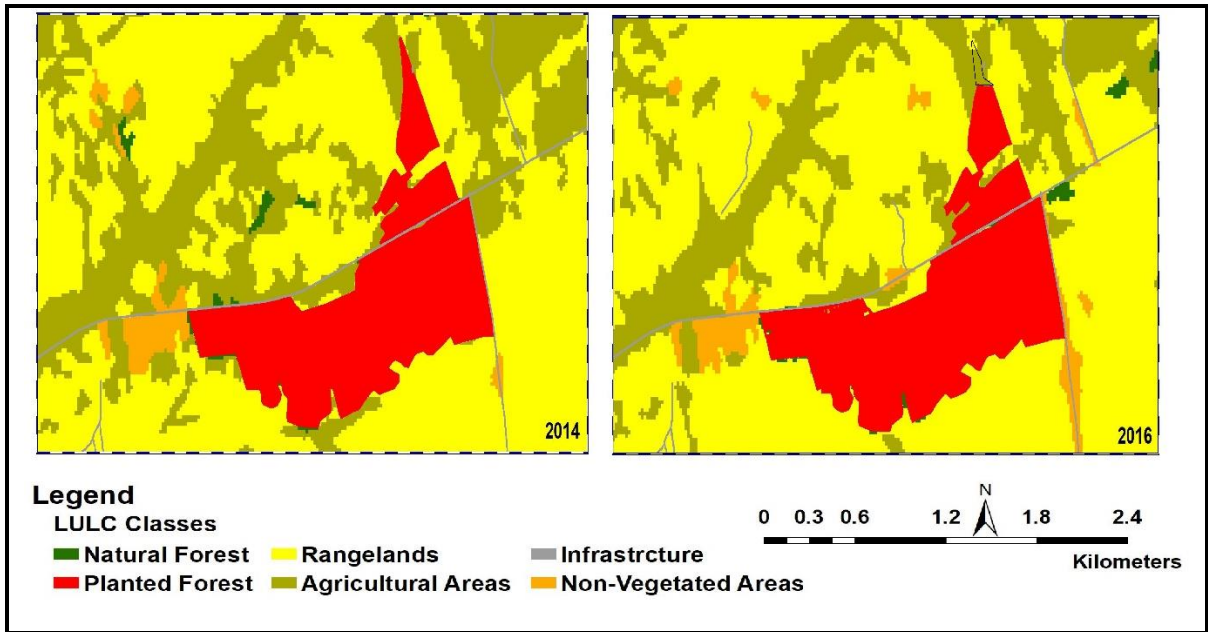 2014
2016
Legend
LULC Classes
Natural Forest Rangelands Infrastrcture
Planted Forest Agricultural Areas Non-Vegetated Areas
N
0 0.3 0.6 1.2 1.8 2.4
Kilometers